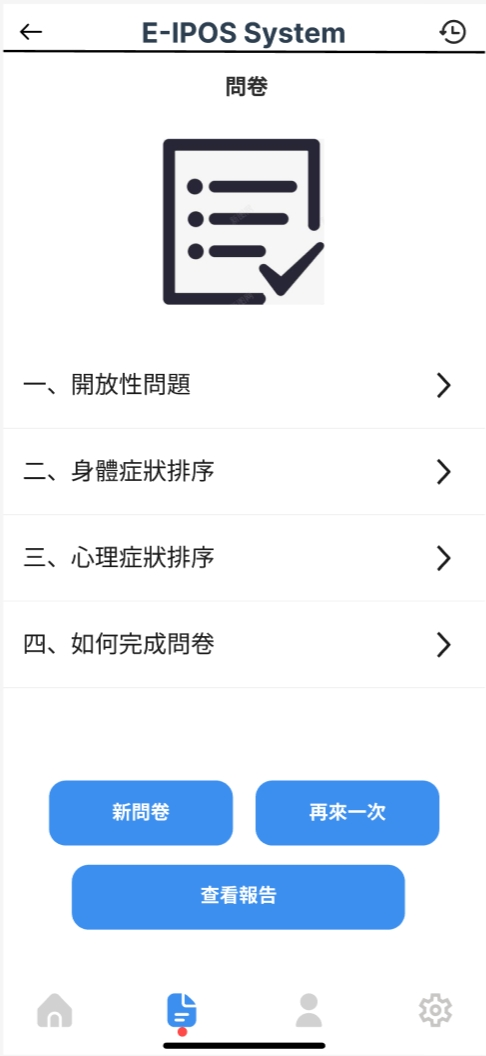 E-IPOS System
問卷
一、開放性問題
二、身體症狀排序
三、心理症狀排序
四、如何完成問卷
新問卷
再來一次
查看報告